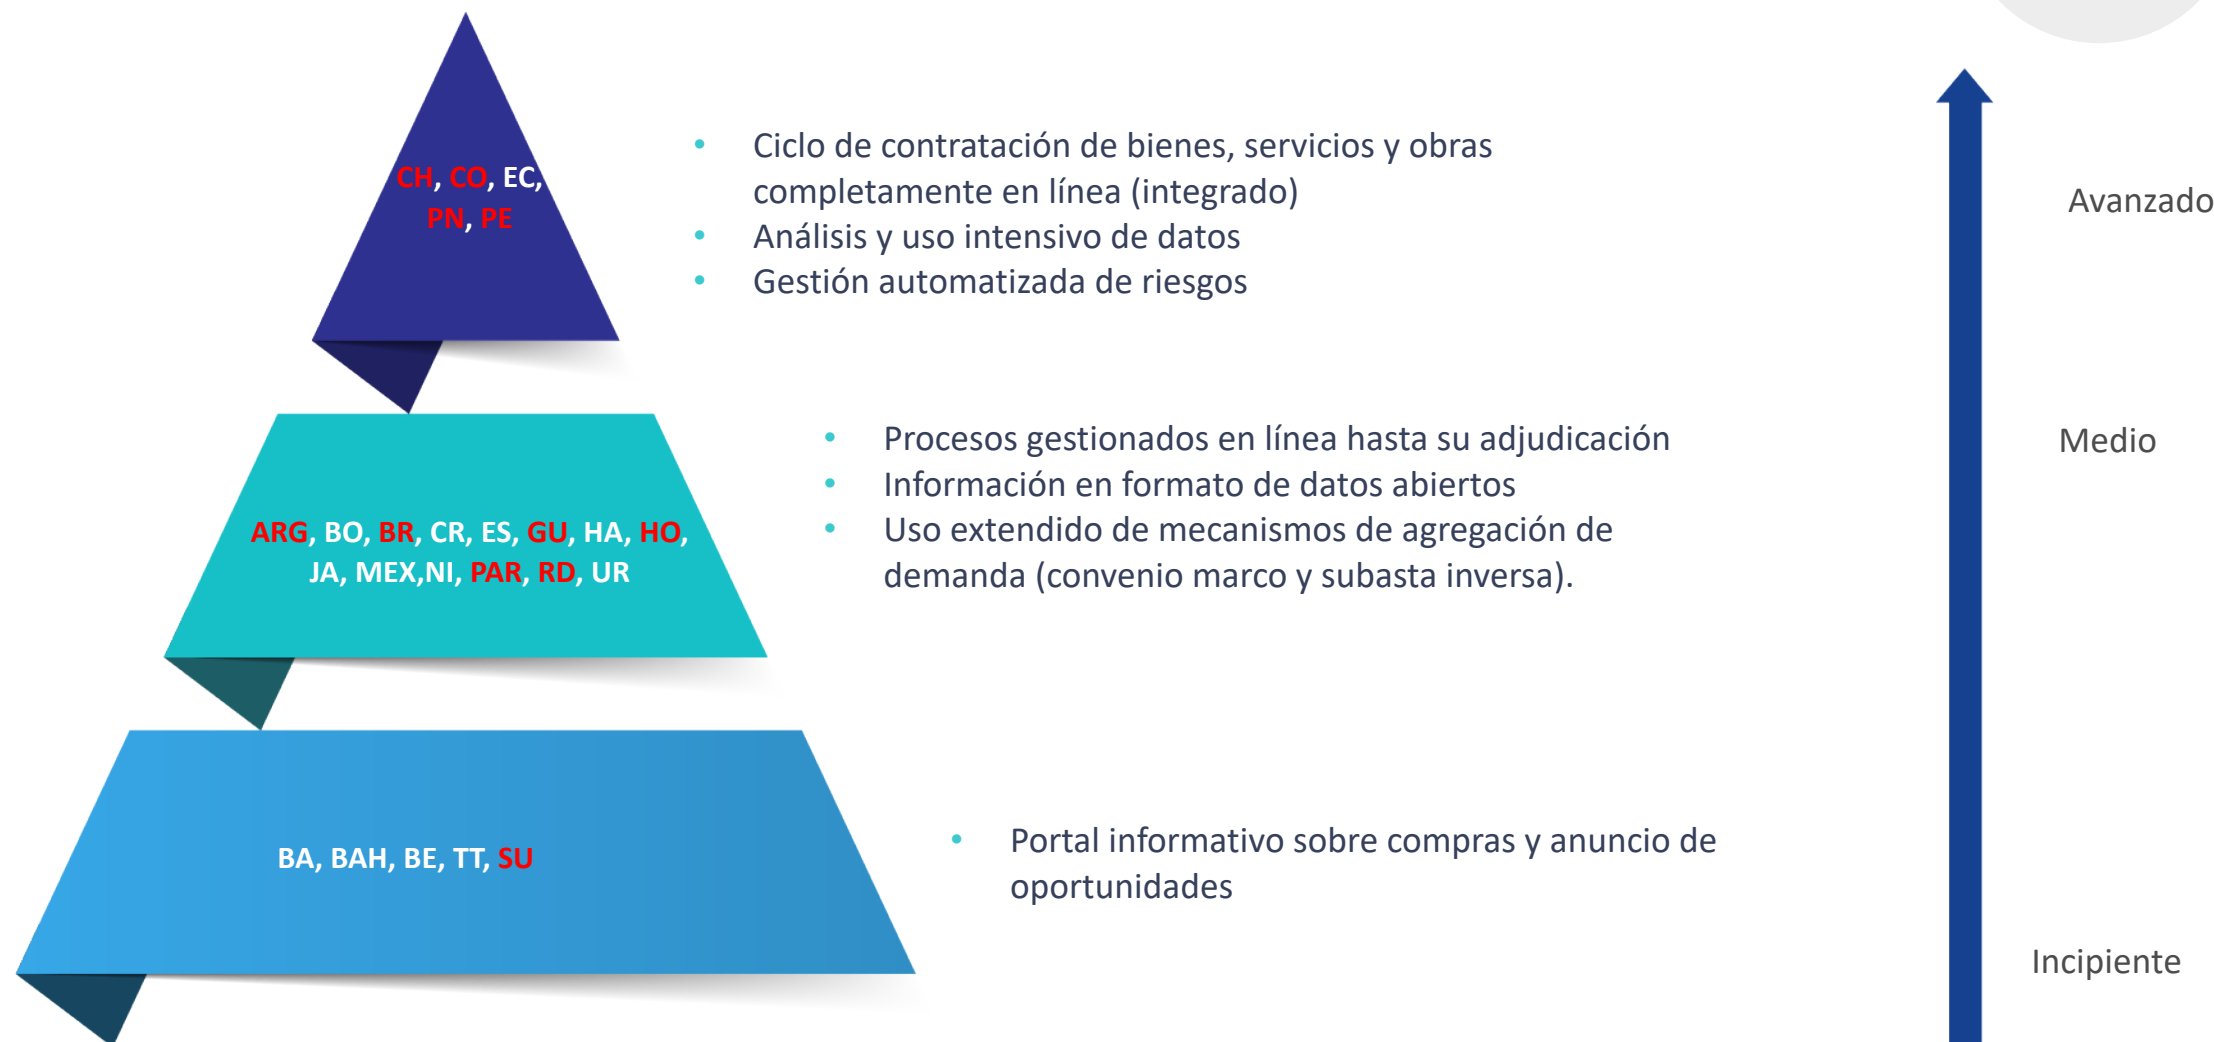 CH, CO, EC,
PN, PE
• Ciclo de contratación de bienes, servicios y obras
completamente en línea (integrado)
• Análisis y uso intensivo de datos
• Gestión automatizada de riesgos
Avanzado
ARG, BO, BR, CR, ES, GU, HA, HO,
JA, MEX,NI, PAR, RD, UR
• Procesos gestionados en línea hasta su adjudicación
• Información en formato de datos abiertos
• Uso extendido de mecanismos de agregación de
demanda (convenio marco y subasta inversa).
Medio
BA, BAH, BE, TT, SU
• Portal informativo sobre compras y anuncio de
oportunidades
Incipiente